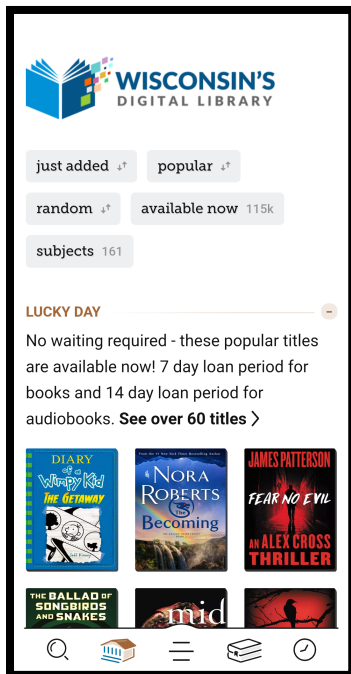 WISCONSIN'S
DIGITAL LIBRARY
just added
popular
random
available now 115k
subjects 161
LUCKY DAY
No waiting required - these popular titles
are available now! 7 day loan period for
books and 14 day loan period for
audiobooks. See over 60 titles
DIARY
of a
Wimpy Kid
THE GETAWAY
Jeff Kinney
NORA
ROBERTS
The
Becoming
JAMES PATTERSON
FEAR NO EVIL
AN ALEX CROSS
THRILLER
THE BALLAD OF
SONGBIRDS
AND SNAKES
mid